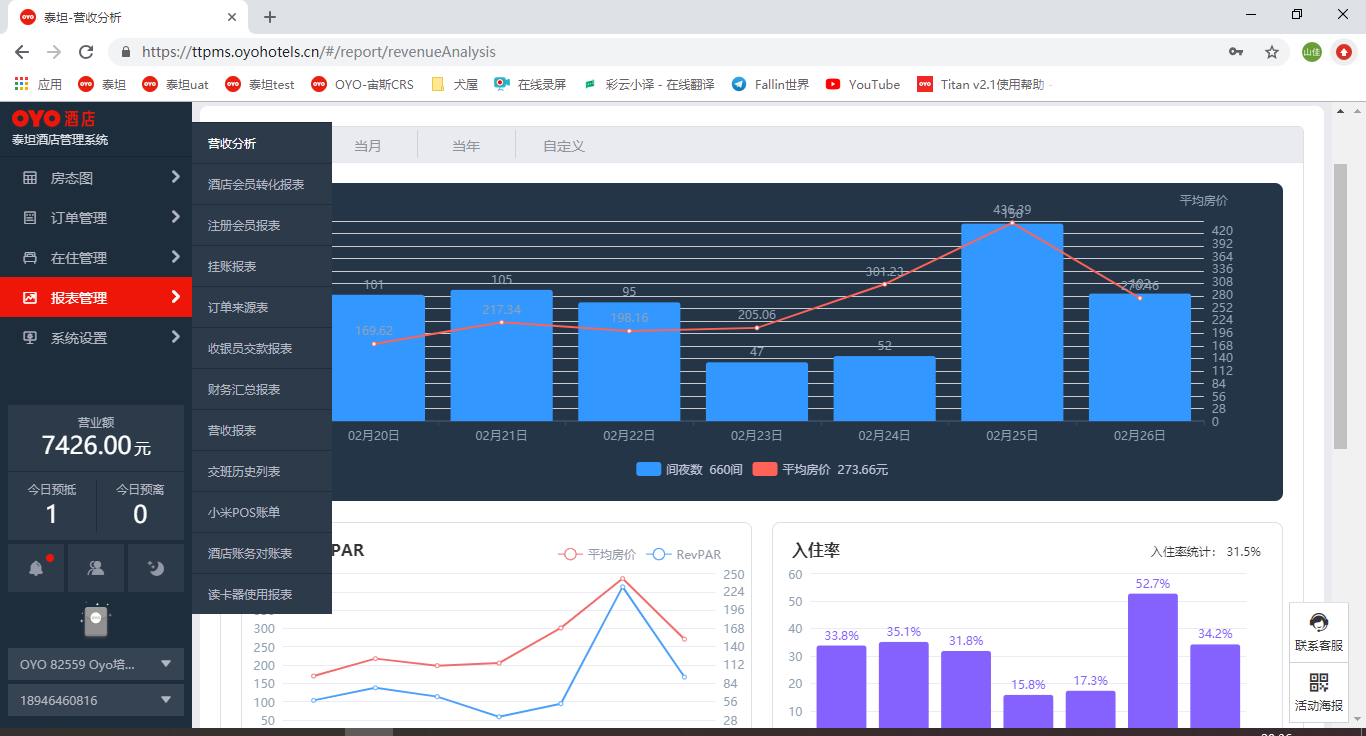 泰坦-营收分析
https://ttpms.oyohotels.cn/#/report/revenueAnalysis
山佳
应用
泰坦
泰坦uat
泰坦test
OYO-宙斯CRS
犬屋
在线录屏
彩云小译 - 在线翻译
Fallin世界
YouTube
Titan v2.1使用帮助
OYO 酒店
泰坦酒店管理系统
房态图
订单管理
在住管理
报表管理
系统设置
营业额
7426.00 元
今日预抵
今日预离
1
0
OYO 82559 Oyo培...
18946460816
营收分析
酒店会员转化报表
注册会员报表
挂账报表
订单来源表
收银员交款报表
财务汇总报表
营收报表
交班历史列表
小米POS账单
酒店账务对账表
读卡器使用报表
当月
当年
自定义
平均房价
420
392
364
336
308
280
252
224
196
168
140
112
84
56
28
0
101
105
95
47
52
169.62
217.34
198.16
205.06
301.23
436.39
02月20日
02月21日
02月22日
02月23日
02月24日
02月25日
02月26日
间夜数 660间
平均房价 273.66元
PAR
平均房价
RevPAR
300
250
200
150
100
50
250
224
196
168
140
112
84
56
28
入住率
入住率统计: 31.5%
60
50
40
30
20
10
33.8%
35.1%
31.8%
15.8%
17.3%
52.7%
34.2%
联系客服
活动海报